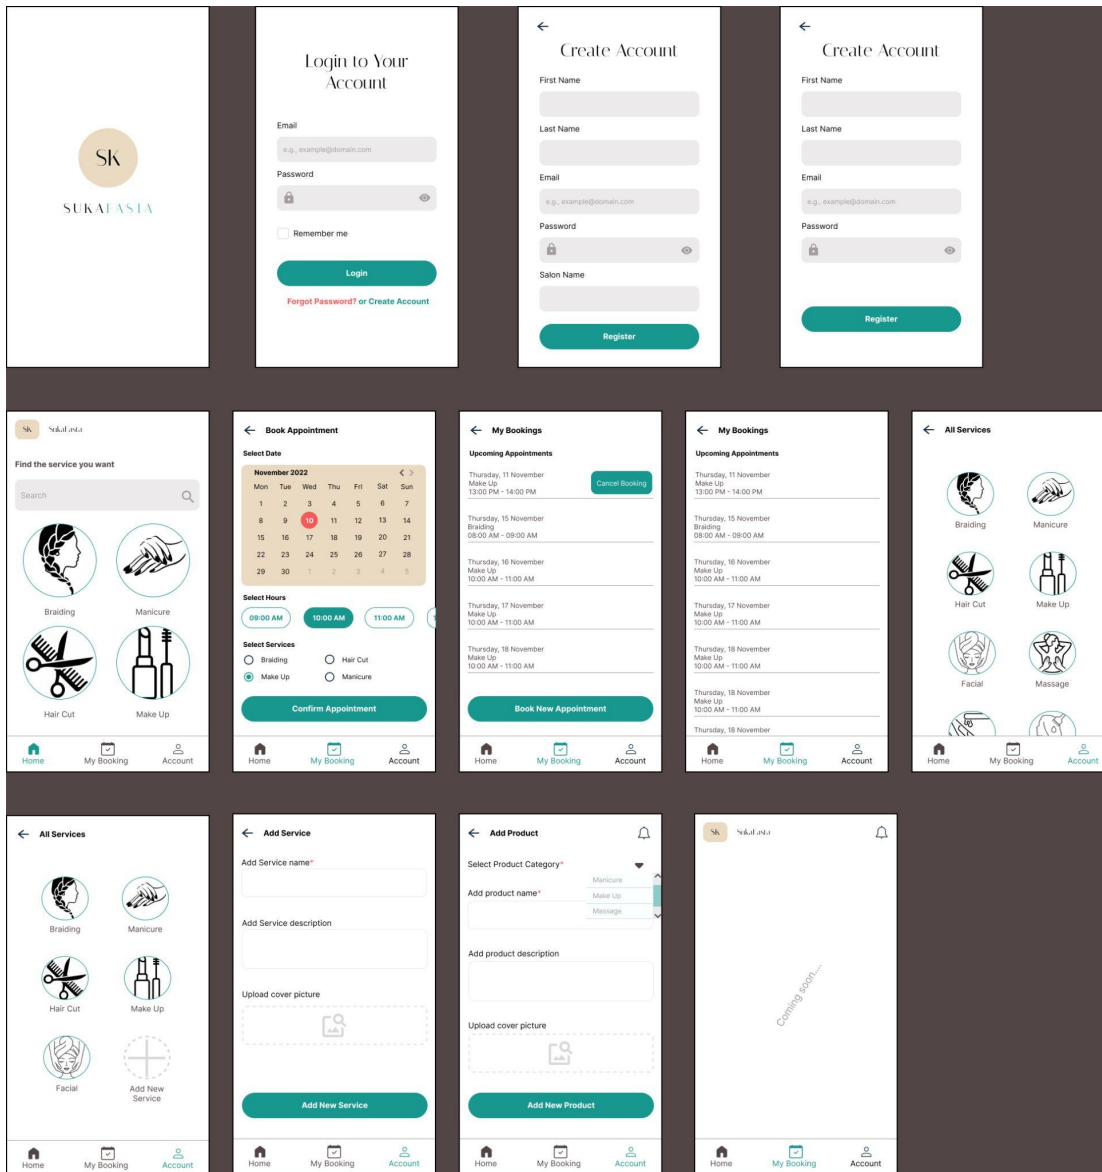 SK
SUKAFASTA
Login to Your
Account
Email
e.g., example@domain.com
Password
Remember me
Login
Forgot Password? or Create Account
Create Account
First Name
Last Name
Email
e.g., example@domain.com
Password
Salon Name
Register
Create Account
First Name
Last Name
Email
e.g., example@domain.com
Password
Register
SK SukaFasta
Find the service you want
Search
Braiding Manicure
Hair Cut Make Up
Home My Booking Account
Book Appointment
Select Date
November 2022 < >
Mon Tue Wed Thu Fri Sat Sun
1 2 3 4 5 6 7
8 9 10 11 12 13 14
15 16 17 18 19 20 21
22 23 24 25 26 27 28
29 30 1 2 3 4 5
Select Hours
09:00 AM 10:00 AM 11:00 AM 1
Select Services
Braiding Hair Cut
Make Up Manicure
Confirm Appointment
Home My Booking Account
My Bookings
Upcoming Appointments
Thursday, 11 November
Make Up
13:00 PM - 14:00 PM
Cancel Booking
Thursday, 15 November
Braiding
08:00 AM - 09:00 AM
Thursday, 16 November
Make Up
10:00 AM - 11:00 AM
Thursday, 17 November
Make Up
10:00 AM - 11:00 AM
Thursday, 18 November
Make Up
10:00 AM - 11:00 AM
Book New Appointment
Home My Booking Account
My Bookings
Upcoming Appointments
Thursday, 11 November
Make Up
13:00 PM - 14:00 PM
Thursday, 15 November
Braiding
08:00 AM - 09:00 AM
Thursday, 16 November
Make Up
10:00 AM - 11:00 AM
Thursday, 17 November
Make Up
10:00 AM - 11:00 AM
Thursday, 18 November
Make Up
10:00 AM - 11:00 AM
Thursday, 18 November
Make Up
10:00 AM - 11:00 AM
Thursday, 18 November
Home My Booking Account
All Services
Braiding Manicure
Hair Cut Make Up
Facial Massage
Home My Booking Account
All Services
Braiding Manicure
Hair Cut Make Up
Facial Add New
Service
Home My Booking Account
Add Service
Add Service name*
Add Service description
Upload cover picture
Add New Service
Home My Booking Account
Add Product
Select Product Category*
Manicure
Make Up
Massage
Add product name*
Add product description
Upload cover picture
Add New Product
Home My Booking Account
SK SukaFasta
Coming soon....
Home My Booking Account